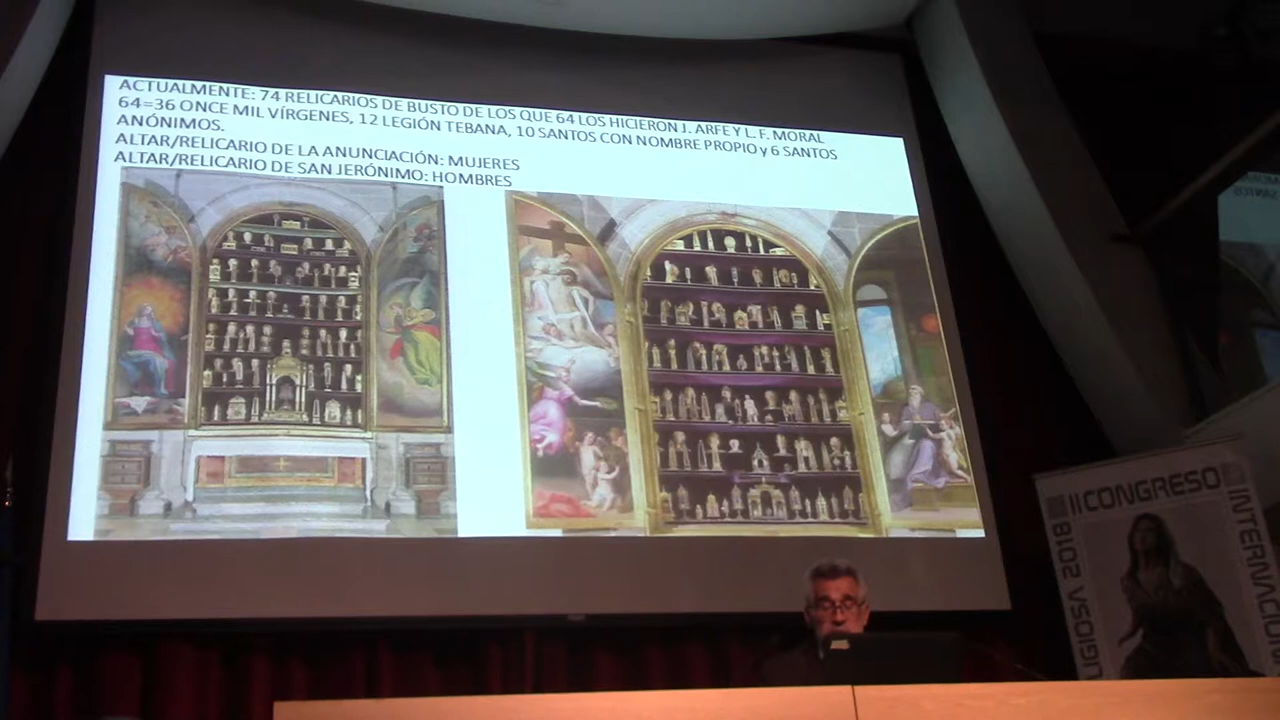 ACTUALMENTE: 74 RELICARIOS DE BUSTO DE LOS QUE 64 LOS HICIERON J. ARFE Y L. F. MORAL
64=36 ONCE MIL VÍRGENES, 12 LEGIÓN TEBANA, 10 SANTOS CON NOMBRE PROPIO y 6 SANTOS
ANÓNIMOS.
ALTAR/RELICARIO DE LA ANUNCIACIÓN: MUJERES
ALTAR/RELICARIO DE SAN JERÓNIMO: HOMBRES
II CONGRESO
INTERNACIONA
LIGIOSA 2018